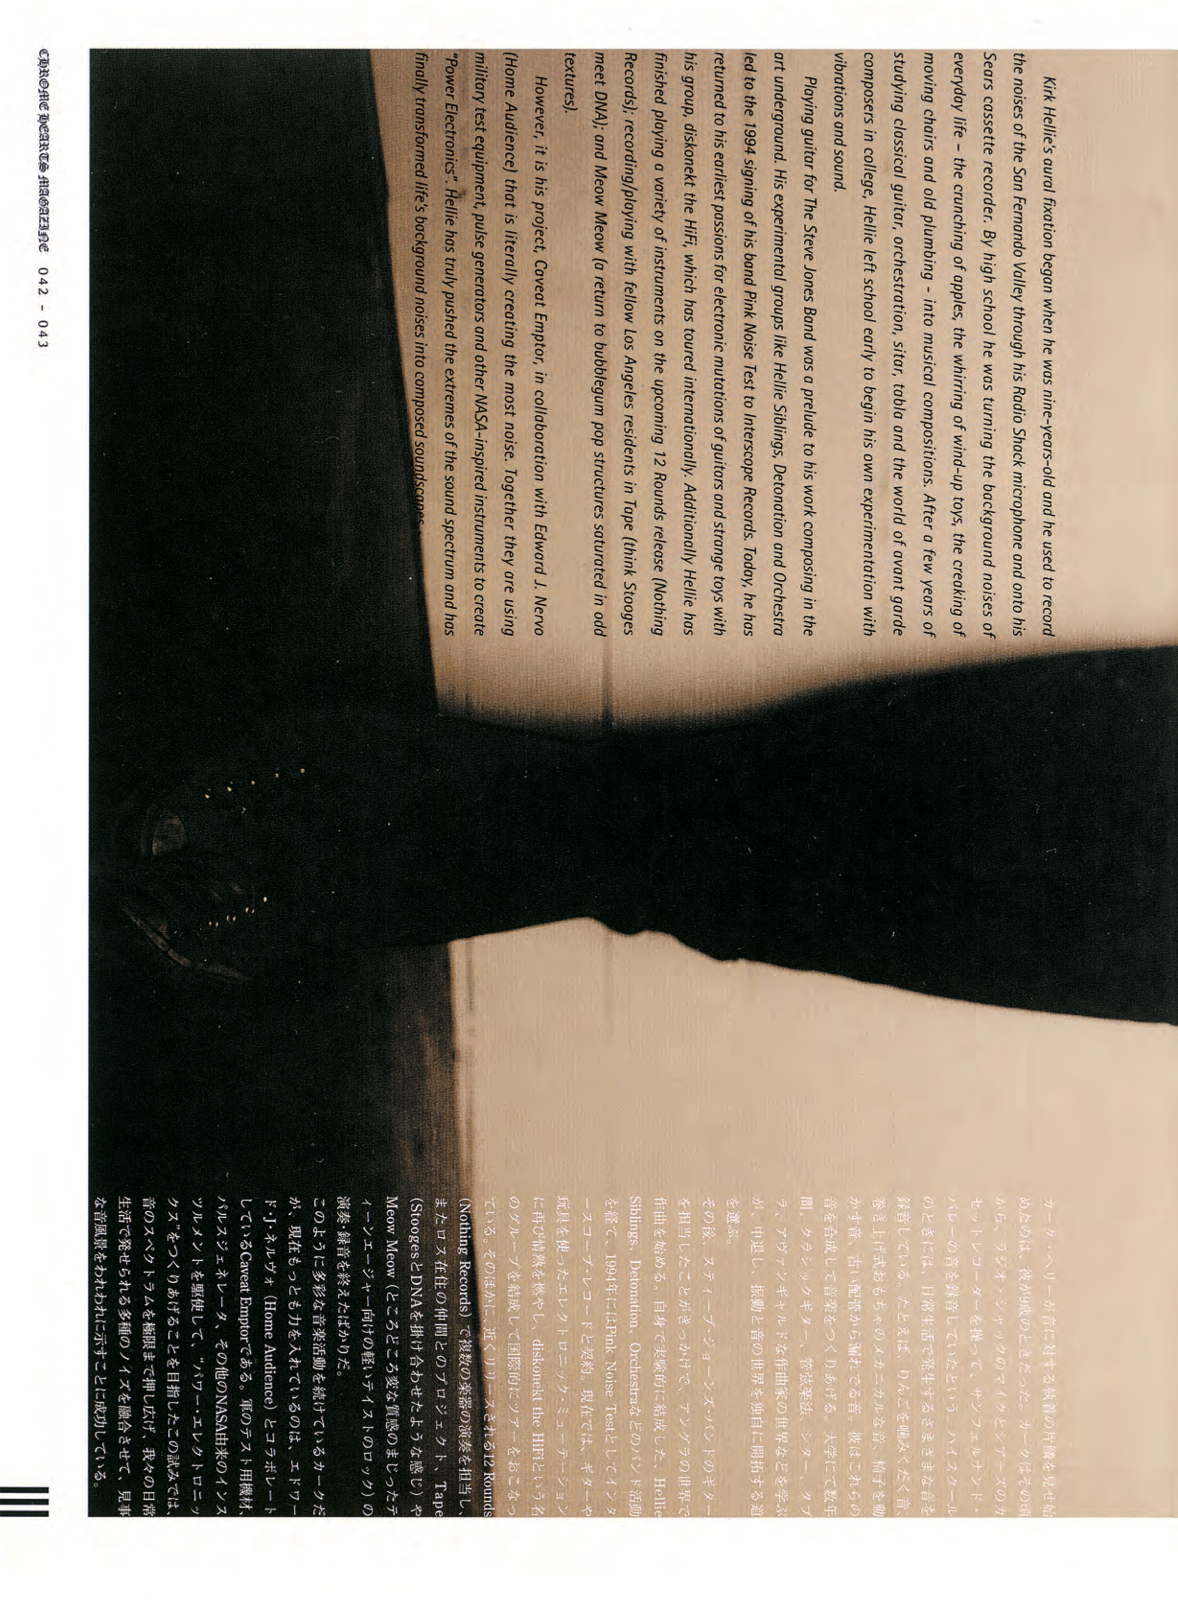 Kirk Hellie's aural fixation began when he was nine-years-old and he used to record
the noises of the San Fernando Valley through his Radio Shack microphone and onto his
Sears cassette recorder. By high school he was turning the background noises of
everyday life – the crunching of apples, the whirring of wind-up toys, the creaking of
moving chairs and old plumbing - into musical compositions. After a few years of
studying classical guitar, orchestration, sitar, tabla and the world of avant garde
composers in college, Hellie left school early to begin his own experimentation with
vibrations and sound.
Playing guitar for The Steve Jones Band was a prelude to his work composing in the
art underground. His experimental groups like Hellie Siblings, Detonation and Orchestra
led to the 1994 signing of his band Pink Noise Test to Interscope Records. Today, he has
returned to his earliest passions for electronic mutations of guitars and strange toys with
his group, diskonekt the HiFi, which has toured internationally. Additionally Hellie has
finished playing a variety of instruments on the upcoming 12 Rounds release (Nothing
Records); recording/playing with fellow Los Angeles residents in Tape (think Stooges
meet DNA); and Meow Meow (a return to bubblegum pop structures saturated in odd
textures).
However, it is his project, Caveat Emptor, in collaboration with Edward J. Nervo
(Home Audience) that is literally creating the most noise. Together they are using
military test equipment, pulse generators and other NASA-inspired instruments to create
"Power Electronics". Hellie has truly pushed the extremes of the sound spectrum and has
finally transformed life's background noises into composed soundscapes.
カーク・ヘリーが音に対する執着の片鱗を見せ始
めたのは、彼が9歳のときだった。カークはその頃
から、ラジオ・シャックのマイクとシアーズのカ
セットレコーダーを操って、サンフェルナンド・
バレーの音を録音していたという。ハイスクール
のときには、日常生活で発生するさまざまな音を
録音している。たとえば、りんごを噛みくだく音、
巻き上げ式おもちゃのメカニカルな音、椅子を動
かす音、古い配管から漏れでる音。彼はこれらの
音を合成して音楽をつくりあげる。大学にて数年
間、クラシックギター、管弦楽法、シタール、タブ
ラ、アヴァンギャルドな作曲家の世界などを学ぶ
が、中退し、振動と音の世界を独自に開拓する道
を選ぶ。
その後、スティーブ・ジョーンズ・バンドのギター
を担当したことがきっかけで、アングラの世界で
作曲を始める。自身で実験的に結成した、Hellie
Siblings、Detonation、Orchestraなどのバンド活動
を経て、1994年にはPink Noise Testとしてインタ
ースコープ・レコードと契約。現在では、ギターや
玩具を使ったエレクトロニック・ミューテーション
に再び情熱を燃やし、diskonekt the HiFiという名
のグループを結成して国際的にツアーをおこなっ
ている。そのほかに、近くリリースされる12 Rounds
(Nothing Records) で複数の楽器の演奏を担当し、
またロス在住の仲間とのプロジェクト、Tape
(StoogesとDNAを掛け合わせたような感じ) や
Meow Meow (ところどころ変な質感のまじったテ
ィーンエージャー向けの軽いテイストのロック) の
演奏・録音を終えたばかりだ。
このように多彩な音楽活動を続けているカークだ
が、現在もっとも力を入れているのは、エドワー
ド・J・ネルヴォ (Home Audience) とコラボレート
しているCaveat Emptorである。軍のテスト用機材、
パルスジェネレータ、その他のNASA由来のインス
ツルメントを駆使して、“パワー・エレクトロニッ
クス”をつくりあげることを目指したこの試みでは、
音のスペクトラムを極限まで押し広げ、我々の日常
生活で発せられる多種のノイズを融合させて、見事
な音風景をわれわれに示すことに成功している。
CHROME HEARTS MAGAZINE 042 - 043